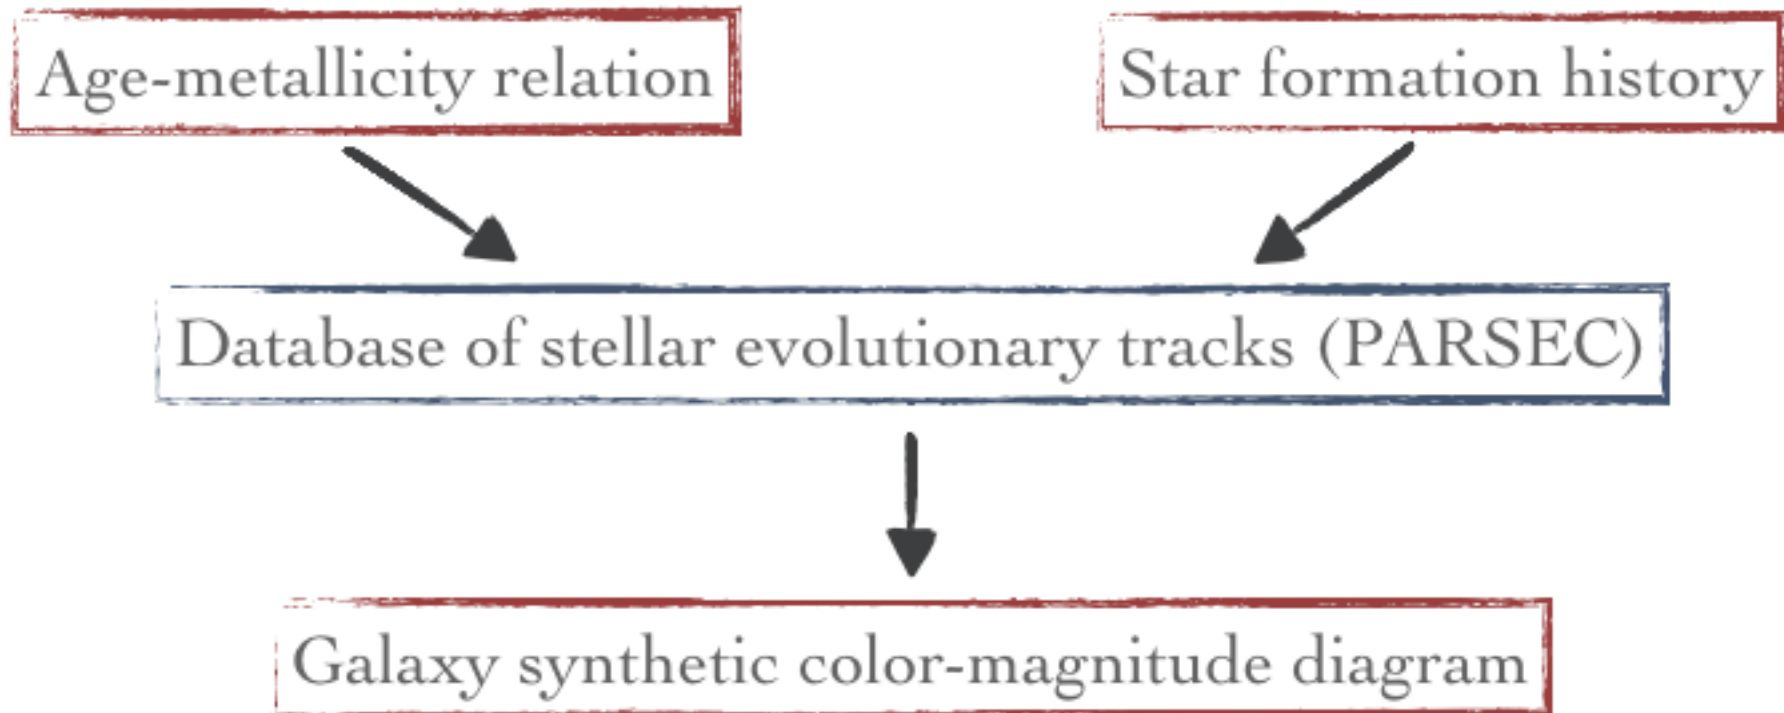 Age-metallicity relation
Star formation history
Database of stellar evolutionary tracks (PARSEC)
Galaxy synthetic color-magnitude diagram